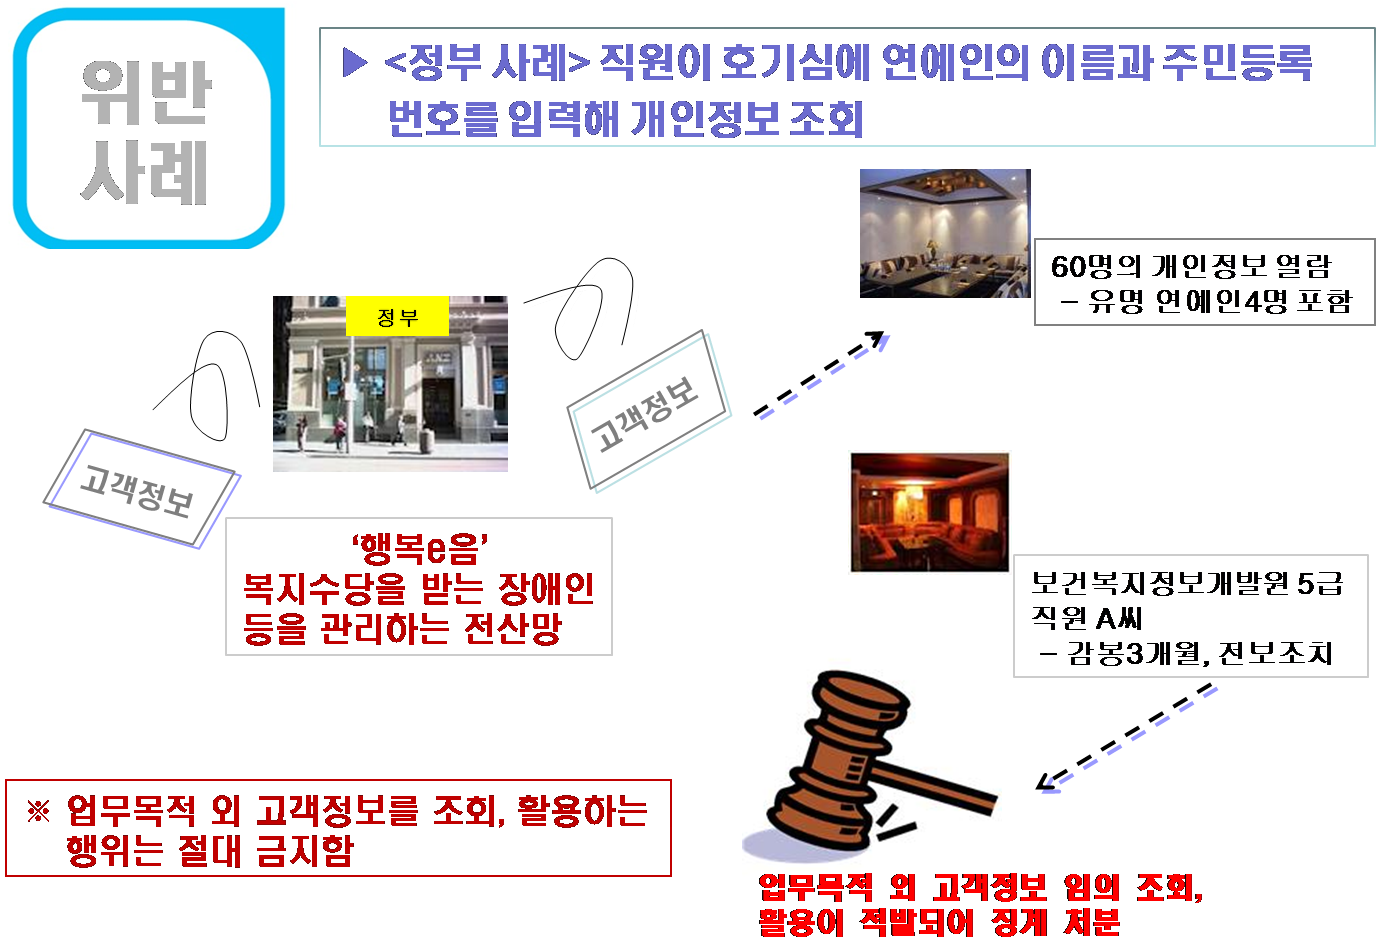 위반
사례
▶ <정부 사례> 직원이 호기심에 연예인의 이름과 주민등록
번호를 입력해 개인정보 조회
60명의 개인정보 열람
– 유명 연예인4명 포함
정부
고객정보
고객정보
‘행복e음’
복지수당을 받는 장애인
등을 관리하는 전산망
보건복지정보개발원 5급
직원 A씨
– 감봉3개월, 전보조치
※ 업무목적 외 고객정보를 조회, 활용하는
행위는 절대 금지함
업무목적 외 고객정보 임의 조회,
활용이 적발되어 징계 처분